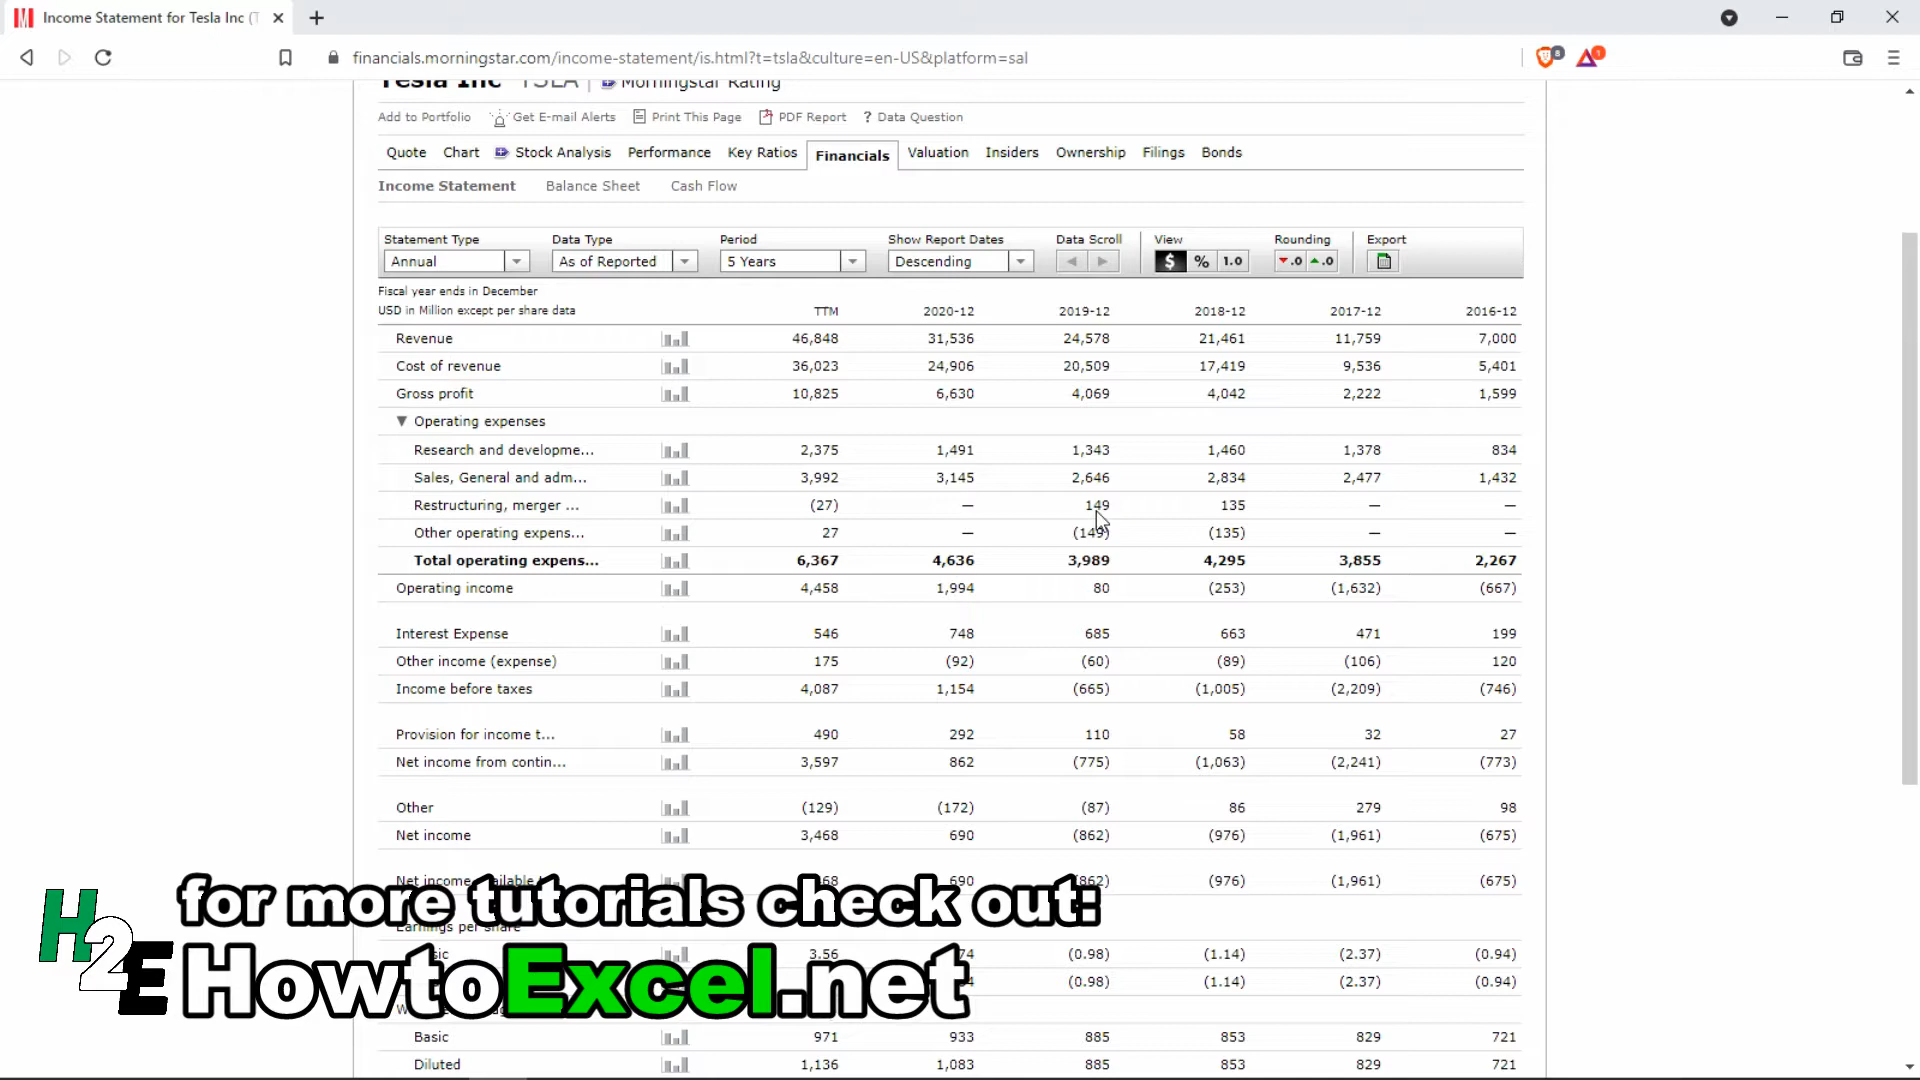 Income Statement for Tesla Inc (T
financials.morningstar.com/income-statement/is.html?t=tsla&culture=en-US&platform=sal
8
1
Tesla Inc TSLA Morningstar Rating
Add to Portfolio Get E-mail Alerts Print This Page PDF Report ? Data Question
Quote Chart Stock Analysis Performance Key Ratios Financials Valuation Insiders Ownership Filings Bonds
Income Statement Balance Sheet Cash Flow
Statement Type Data Type Period Show Report Dates Data Scroll View Rounding Export
Annual As of Reported 5 Years Descending $ % 1.0 .0 .0
Fiscal year ends in December
USD in Million except per share data TTM 2020-12 2019-12 2018-12 2017-12 2016-12
Revenue 46,848 31,536 24,578 21,461 11,759 7,000
Cost of revenue 36,023 24,906 20,509 17,419 9,536 5,401
Gross profit 10,825 6,630 4,069 4,042 2,222 1,599
▼ Operating expenses
Research and developme... 2,375 1,491 1,343 1,460 1,378 834
Sales, General and adm... 3,992 3,145 2,646 2,834 2,477 1,432
Restructuring, merger ... (27) — 149 135 — —
Other operating expens... 27 — (149) (135) — —
Total operating expens... 6,367 4,636 3,989 4,295 3,855 2,267
Operating income 4,458 1,994 80 (253) (1,632) (667)
Interest Expense 546 748 685 663 471 199
Other income (expense) 175 (92) (60) (89) (106) 120
Income before taxes 4,087 1,154 (665) (1,005) (2,209) (746)
Provision for income t... 490 292 110 58 32 27
Net income from contin... 3,597 862 (775) (1,063) (2,241) (773)
Other (129) (172) (87) 86 279 98
Net income 3,468 690 (862) (976) (1,961) (675)
Net income 690 (862) (976) (1,961) (675)
for more tutorials check out:
Earnings per share
3.56 (0.98) (1.14) (2.37) (0.94)
H2E HowtoExcel.net
(0.98) (1.14) (2.37) (0.94)
Basic 971 933 885 853 829 721
Diluted 1,136 1,083 885 853 829 721